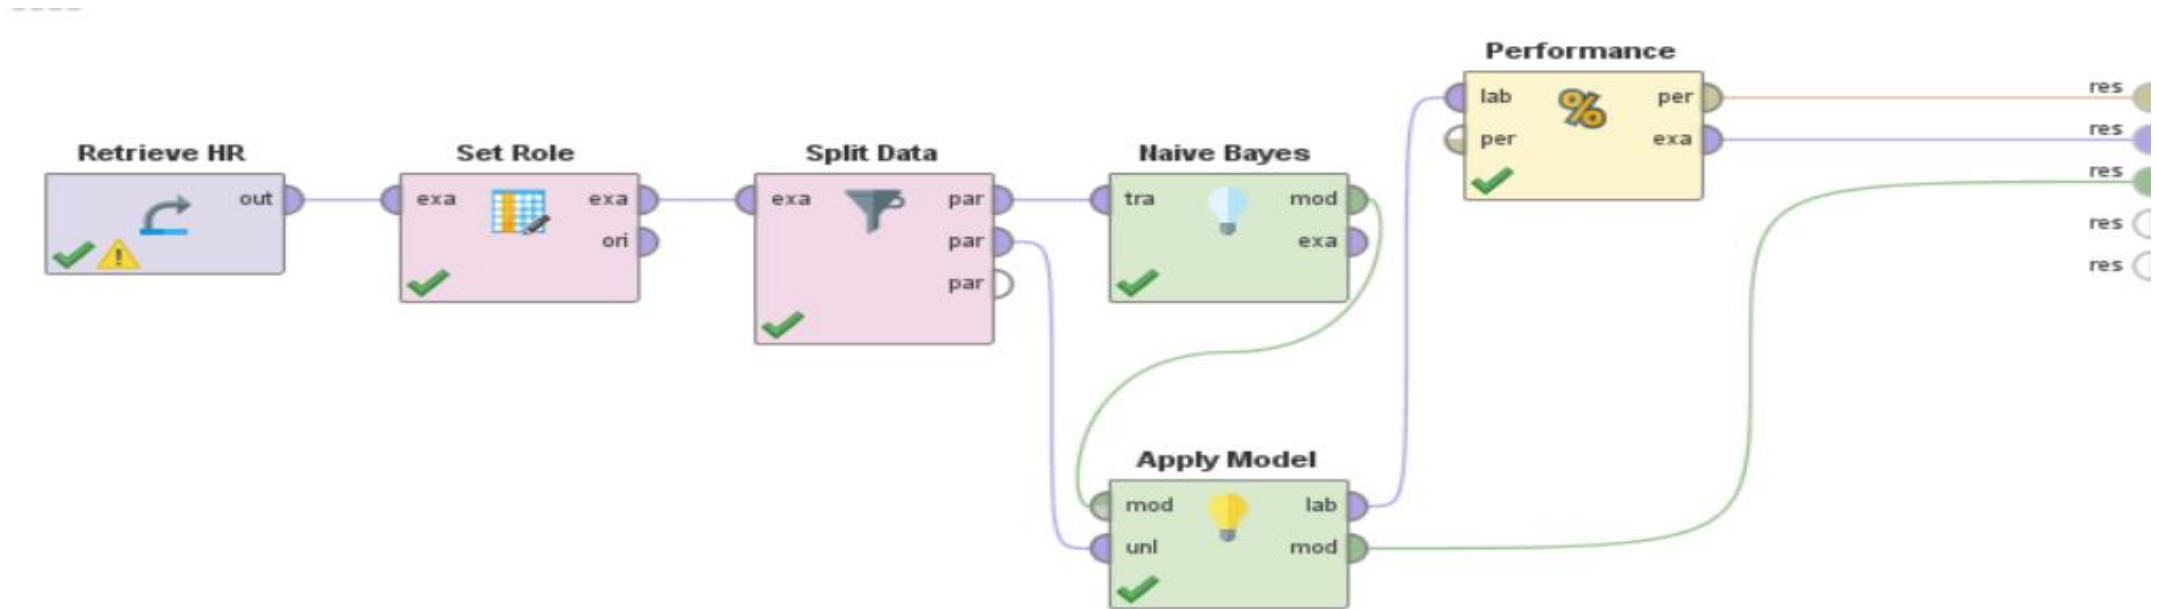 Performance
lab per
per exa
res
res
res
res
res
Retrieve HR
out
Set Role
exa exa
ori
Split Data
exa par
par
par
Naive Bayes
tra mod
exa
Apply Model
mod lab
unl mod